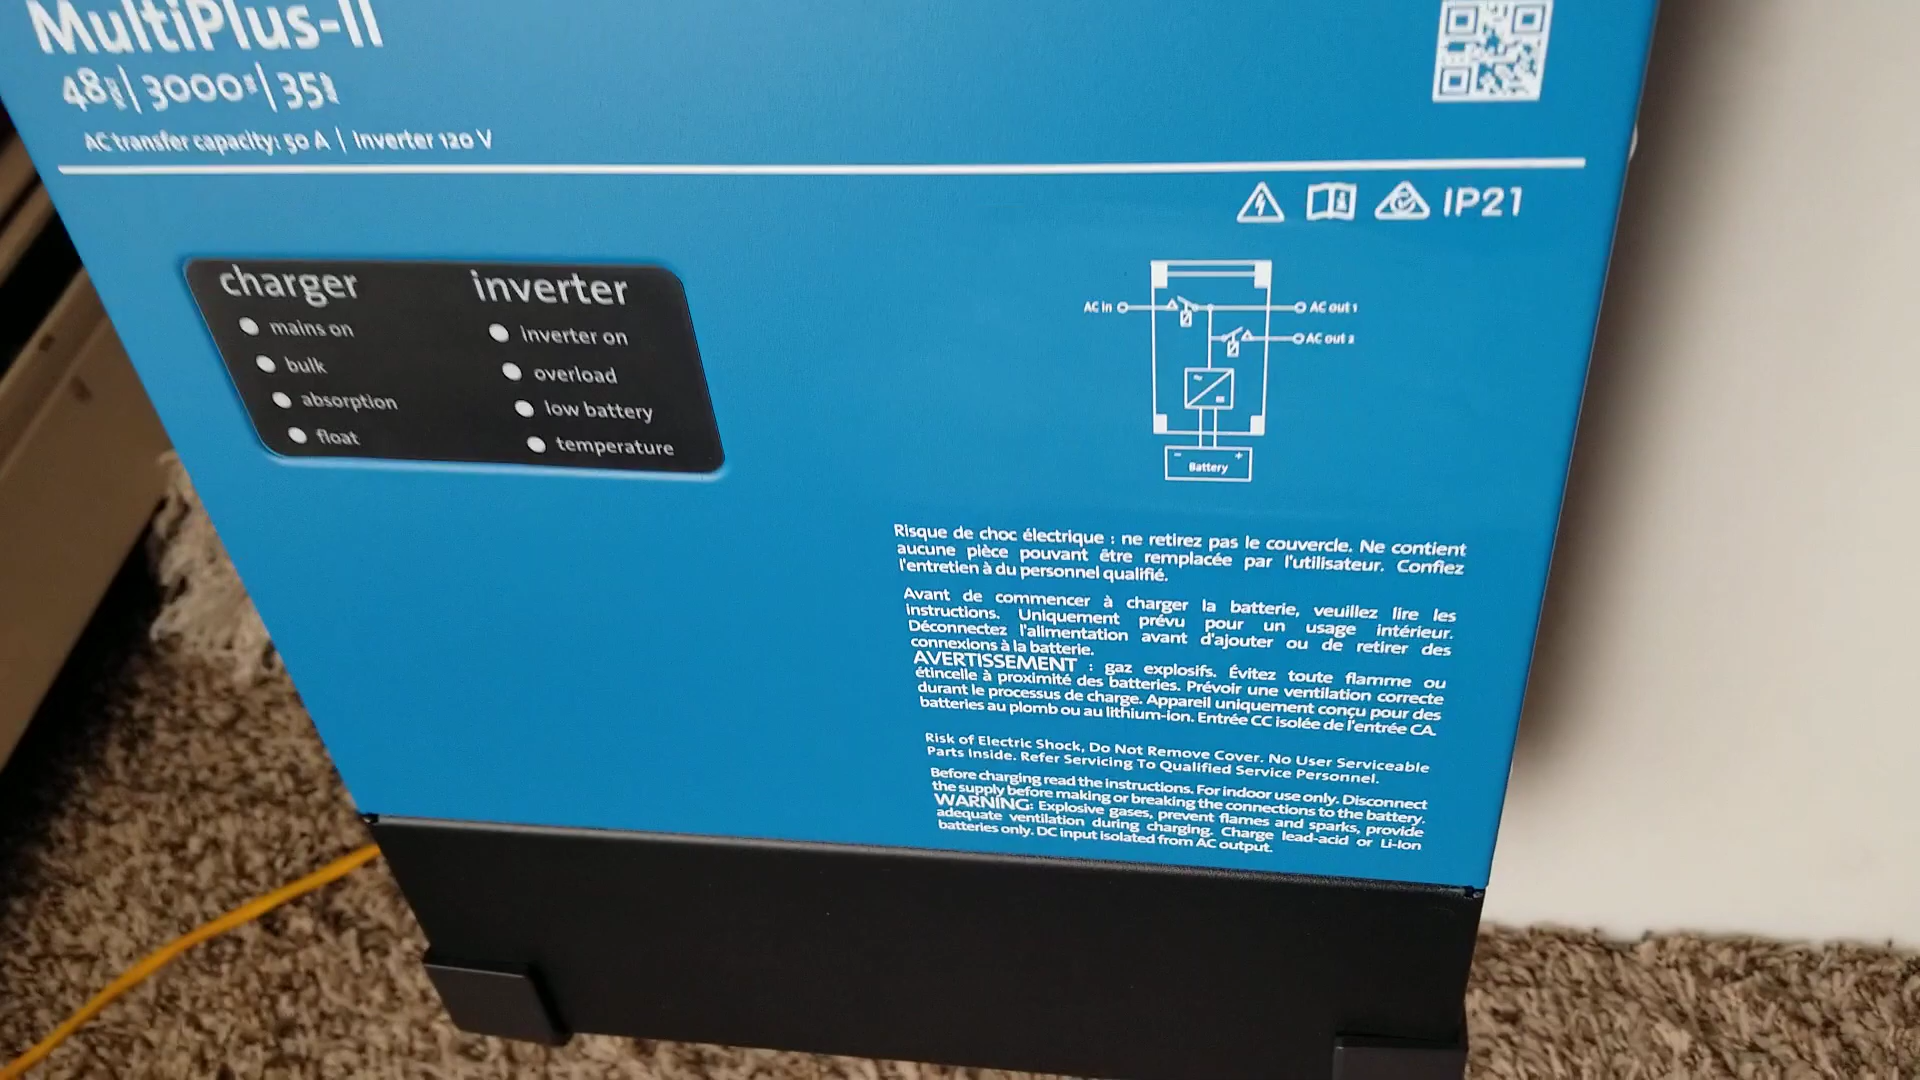 MultiPlus-II
48 | 3000 | 35
AC transfer capacity: 50 A | Inverter 120 V
IP21
charger inverter
mains on inverter on
bulk overload
absorption low battery
float temperature
AC in AC out 1
AC out 2
Battery
Risque de choc électrique : ne retirez pas le couvercle. Ne contient
aucune pièce pouvant être remplacée par l'utilisateur. Confiez
l'entretien à du personnel qualifié.
Avant de commencer à charger la batterie, veuillez lire les
instructions. Uniquement prévu pour un usage intérieur.
Déconnectez l'alimentation avant d'ajouter ou de retirer des
connexions à la batterie.
AVERTISSEMENT : gaz explosifs. Évitez toute flamme ou
étincelle à proximité des batteries. Prévoir une ventilation correcte
durant le processus de charge. Appareil uniquement conçu pour des
batteries au plomb ou au lithium-ion. Entrée CC isolée de l'entrée CA.
Risk of Electric Shock, Do Not Remove Cover. No User Serviceable
Parts Inside. Refer Servicing To Qualified Service Personnel.
Before charging read the instructions. For indoor use only. Disconnect
the supply before making or breaking the connections to the battery.
WARNING: Explosive gases, prevent flames and sparks, provide
adequate ventilation during charging. Charge lead-acid or Li-Ion
batteries only. DC input isolated from AC output.